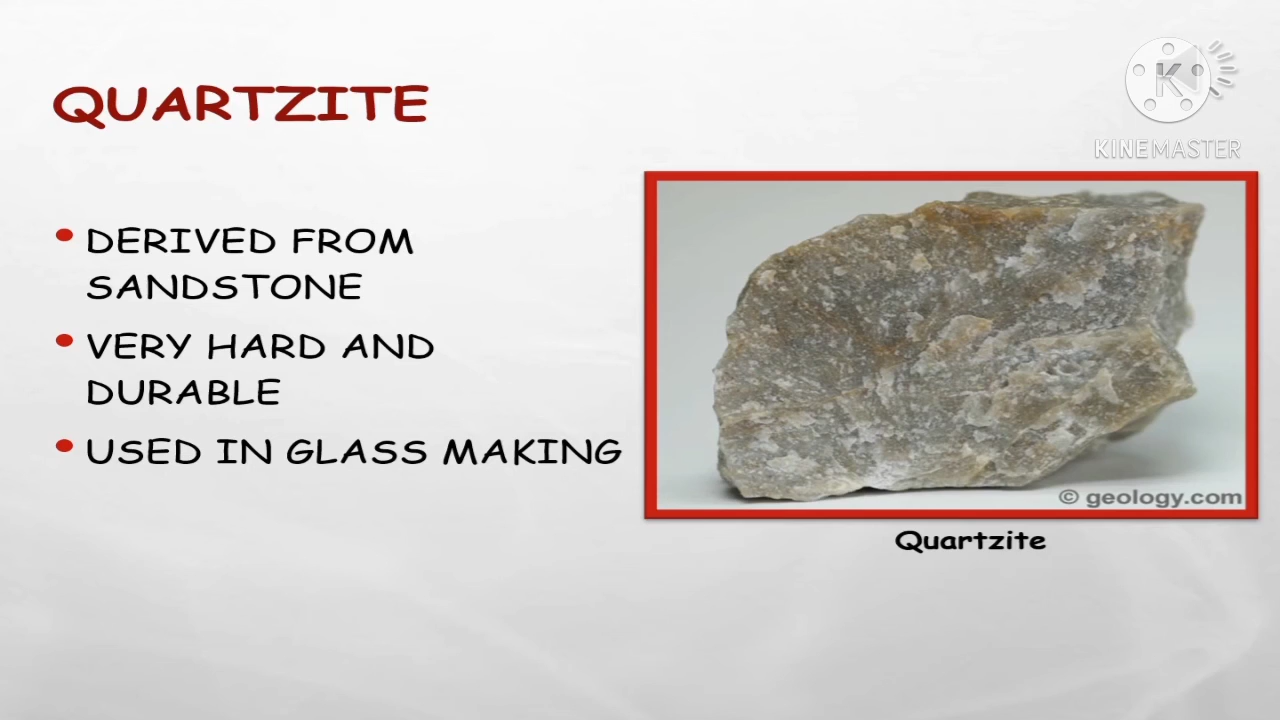 QUARTZITE
KINEMASTER
• DERIVED FROM
SANDSTONE
• VERY HARD AND
DURABLE
• USED IN GLASS MAKING
© geology.com
Quartzite